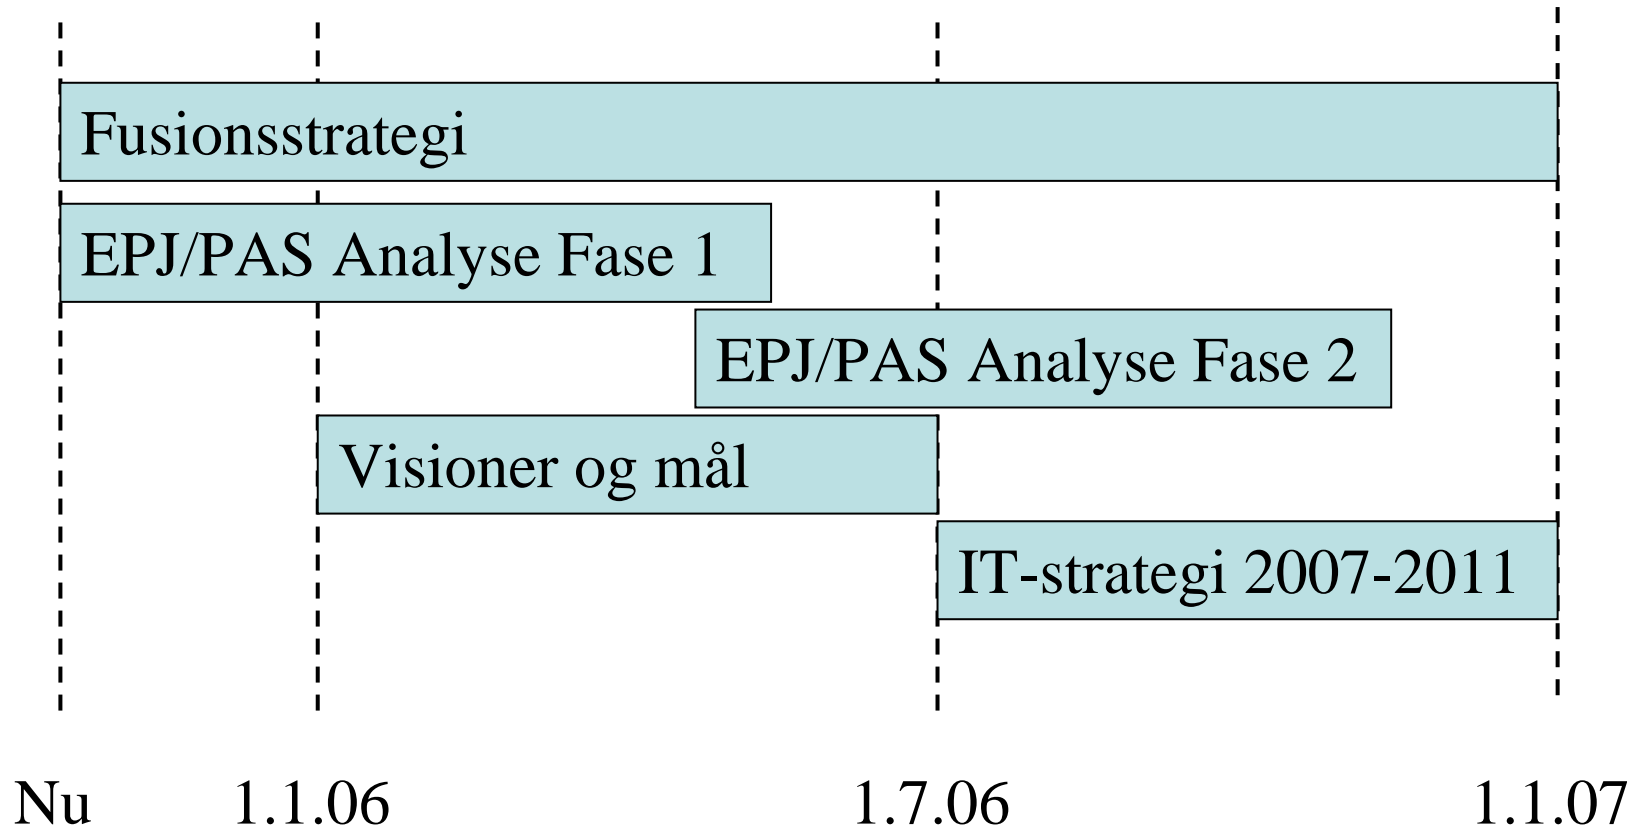 Fusionsstrategi
EPJ/PAS Analyse Fase 1
EPJ/PAS Analyse Fase 2
Visioner og mål
IT-strategi 2007-2011
Nu 1.1.06 1.7.06 1.1.07